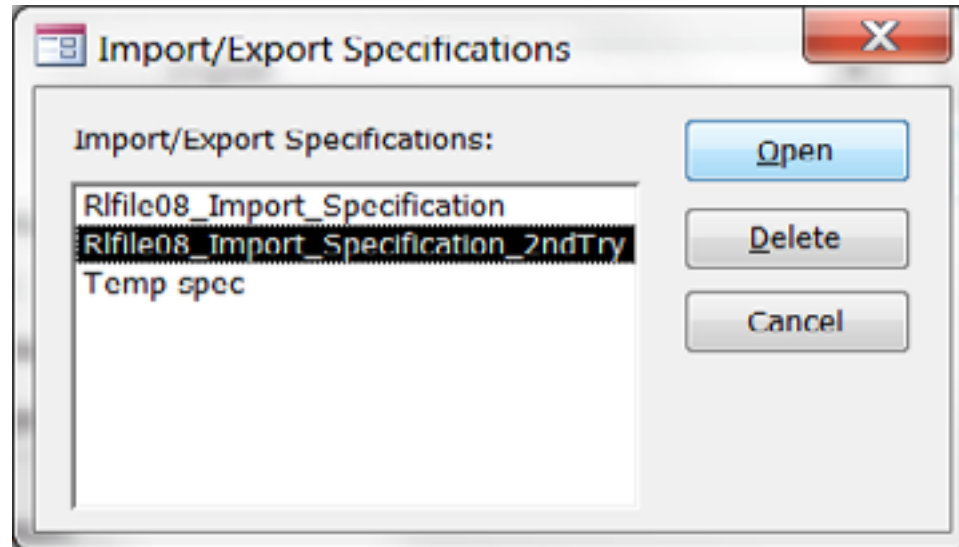 Import/Export Specifications
Import/Export Specifications:
Rlfile08_Import_Specification
Rlfile08_Import_Specification_2ndTry
Temp spec
Open
Delete
Cancel